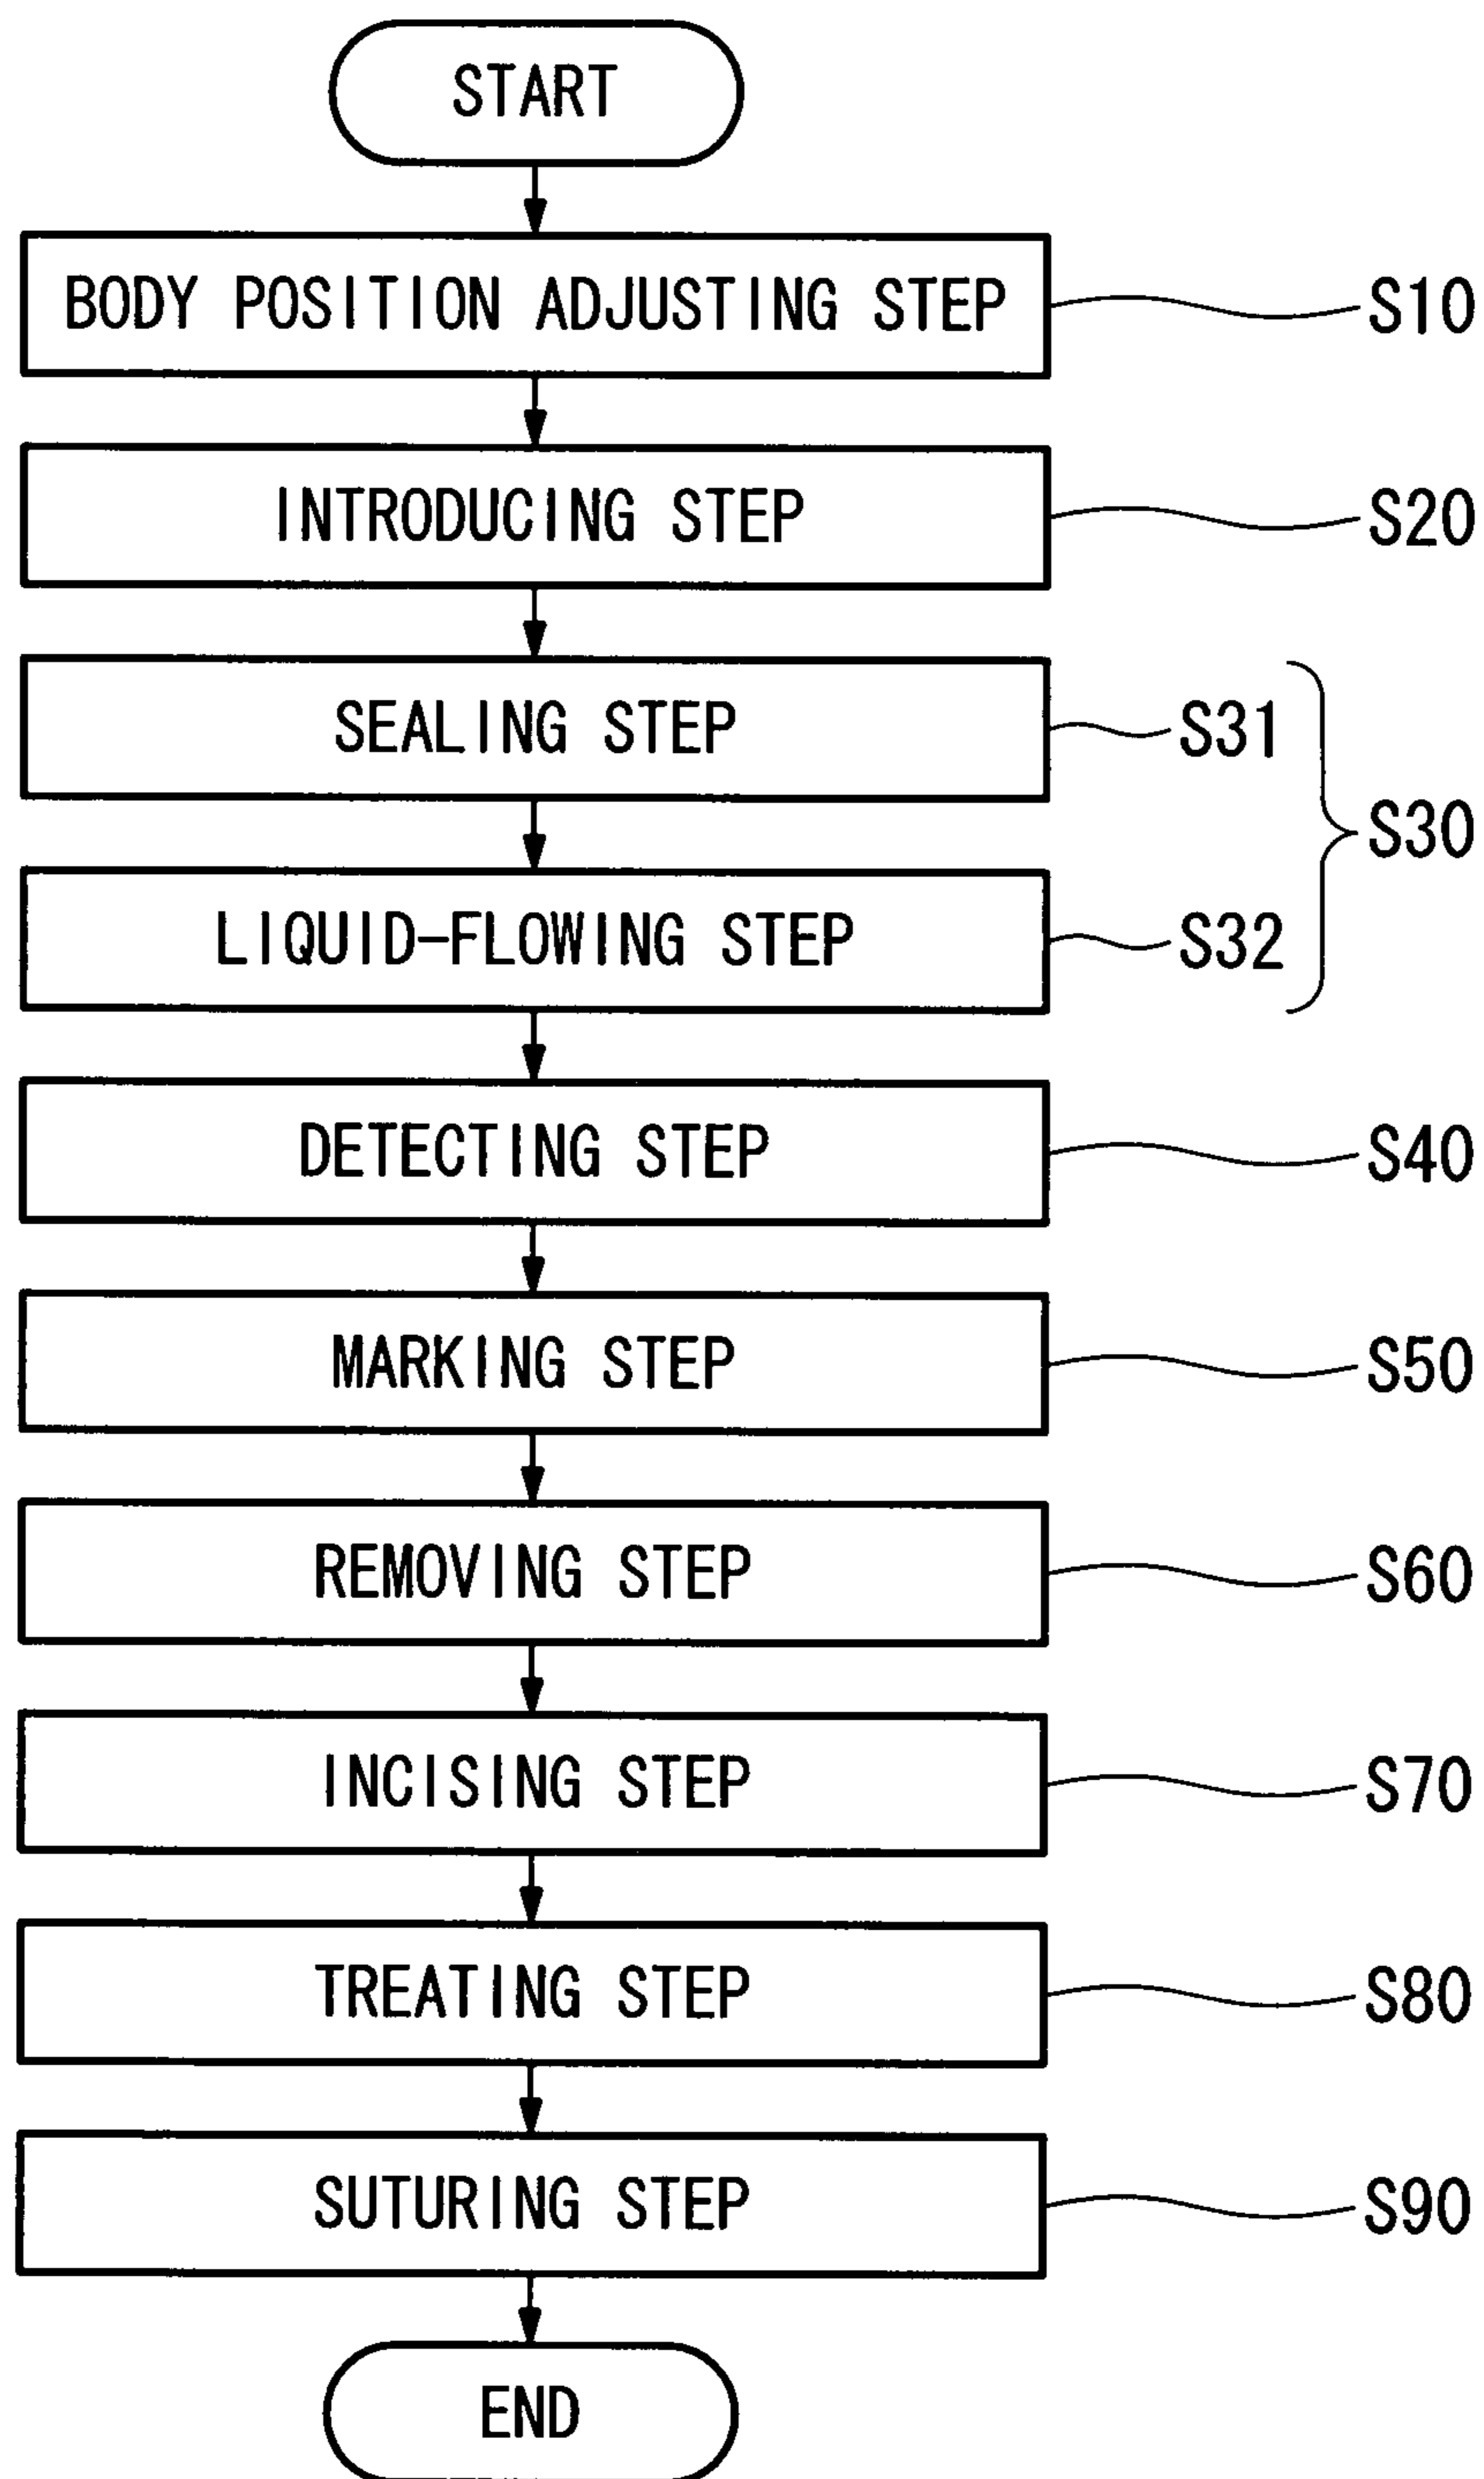 START
BODY POSITION ADJUSTING STEP
S10
INTRODUCING STEP
S20
SEALING STEP
S31
S30
LIQUID-FLOWING STEP
S32
DETECTING STEP
S40
MARKING STEP
S50
REMOVING STEP
S60
INCISING STEP
S70
TREATING STEP
S80
SUTURING STEP
S90
END